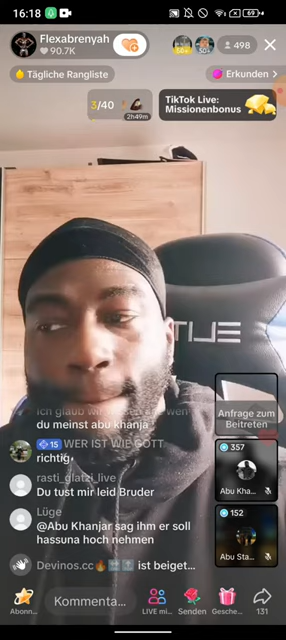 16:18
69
Flexabrenyah
90.7K
50+
50
498
Tägliche Rangliste
Erkunden
3/40
2h49m
TikTok Live:
Missionenbonus
du meinst abu khanja
15 WER IST WIE GOTT
richtig
rasti_glatzi_live
Du tust mir leid Bruder
Lüge
@Abu Khanjar sag ihm er soll
hassuna hoch nehmen
Devinos.cc ist beiget...
Anfrage zum
Beitreten
357
Abu Kha...
152
Abu Sta...
Abonn...
Kommenta...
LIVE mi...
Senden
Gesche...
131